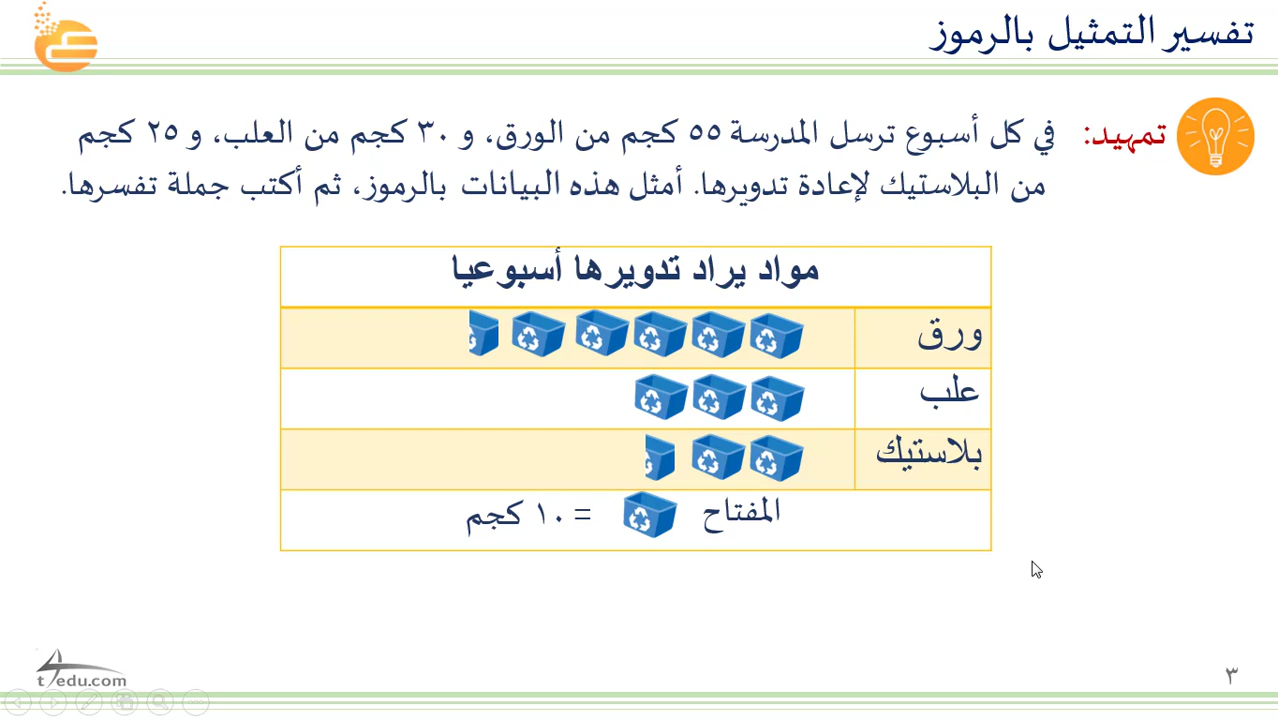 تفسير التمثيل بالرموز
تمهيد: في كل أسبوع ترسل المدرسة ٥٥ كجم من الورق، و ٣٠ كجم من العلب، و ٢٥ كجم
من البلاستيك لإعادة تدويرها. أمثل هذه البيانات بالرموز، ثم أكتب جملة تفسرها.
مواد يراد تدويرها أسبوعيا
ورق
علب
بلاستيك
المفتاح = ١٠ كجم
t4edu.com
٣